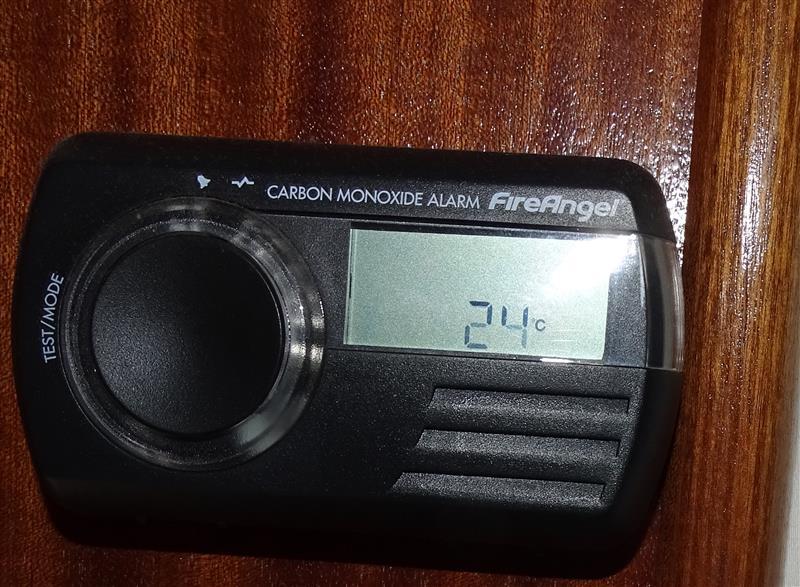 CARBON MONOXIDE ALARM FireAngel
TEST/MODE
24°C